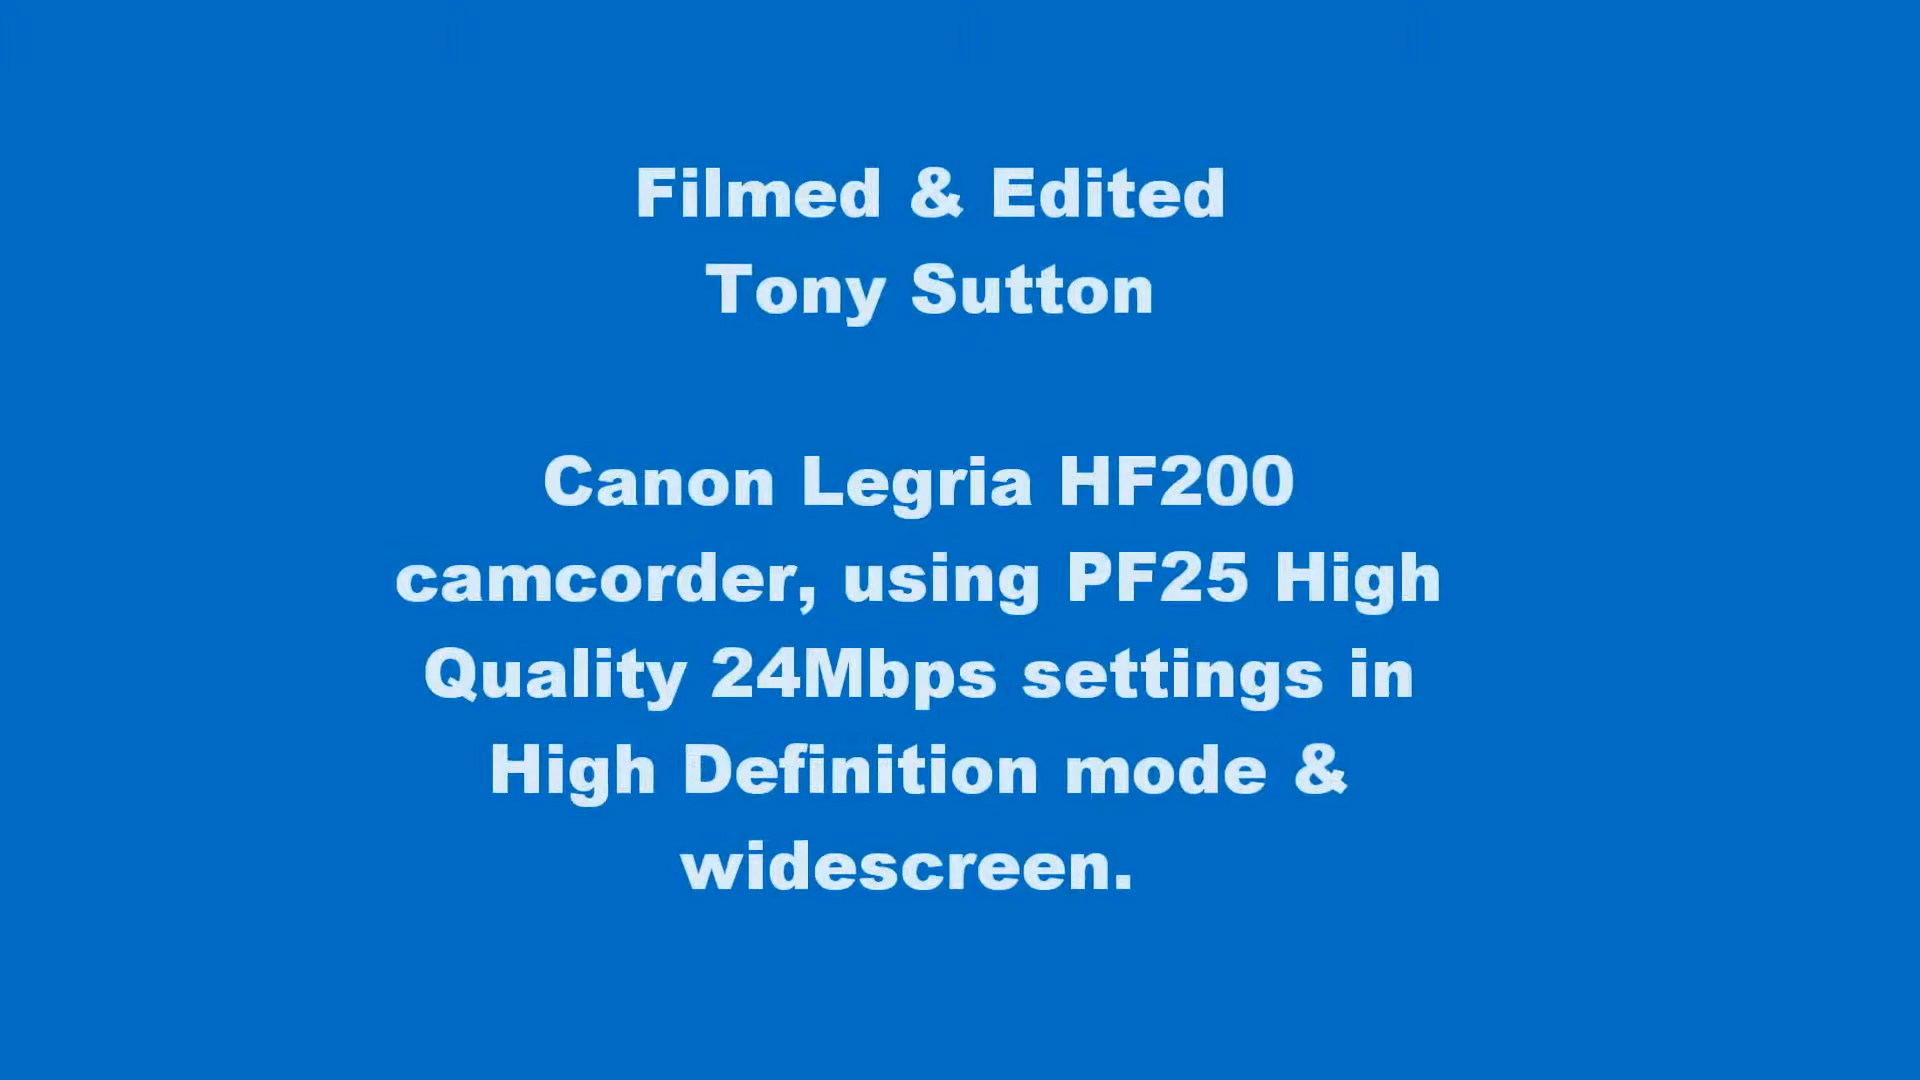 Filmed & Edited
Tony Sutton
Canon Legria HF200
camcorder, using PF25 High
Quality 24Mbps settings in
High Definition mode &
widescreen.